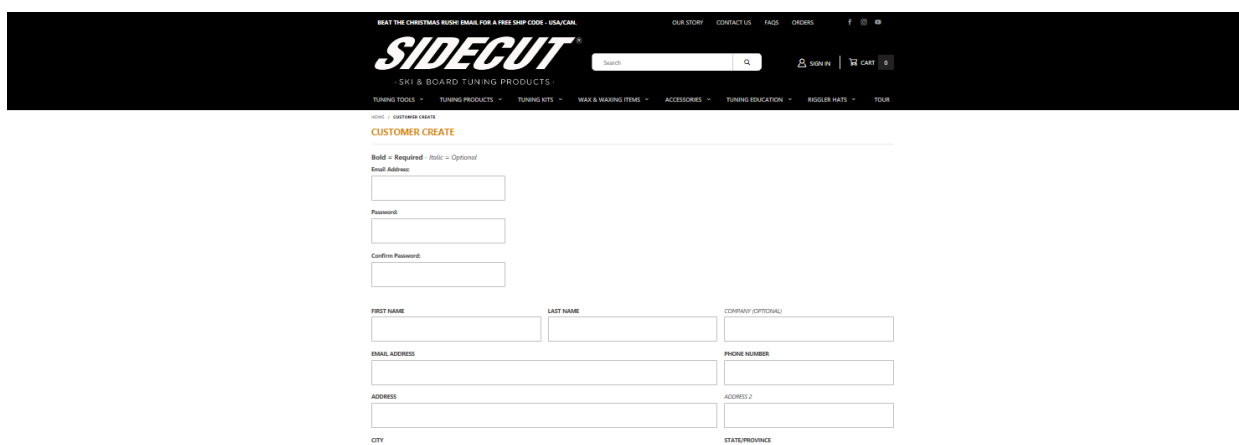 BEAT THE CHRISTMAS RUSH! EMAIL FOR A FREE SHIP CODE - USA/CAN. OUR STORY CONTACT US FAQS ORDERS
SIDECUT®
· SKI & BOARD TUNING PRODUCTS ·
Search SIGN IN CART 0
TUNING TOOLS TUNING PRODUCTS TUNING KITS WAX & WAXING ITEMS ACCESSORIES TUNING EDUCATION RIGGLER HATS TOUR
HOME / CUSTOMER CREATE
CUSTOMER CREATE
Bold = Required - Italic = Optional
Email Address:
Password:
Confirm Password:
FIRST NAME LAST NAME COMPANY (OPTIONAL)
EMAIL ADDRESS PHONE NUMBER
ADDRESS ADDRESS 2
CITY STATE/PROVINCE